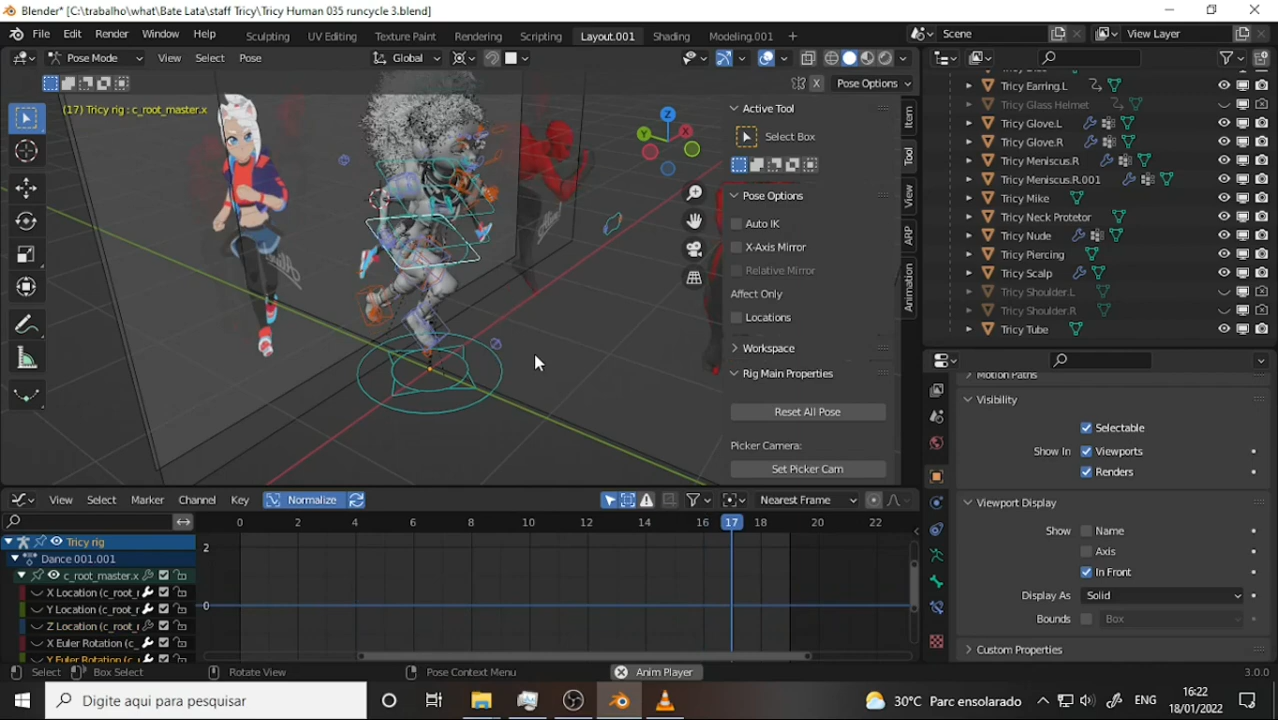 Blender* [C:\trabalho\what\Bate Lata\staff Tricy\Tricy Human 035 runcycle 3.blend]
File Edit Render Window Help Sculpting UV Editing Texture Paint Rendering Scripting Layout.001 Shading Modeling.001 Scene View Layer
Pose Mode View Select Pose Global
Pose Options
(17) Tricy rig : c_root_master.x
Z
Y
X
Active Tool
Select Box
Pose Options
Auto IK
X-Axis Mirror
Relative Mirror
Affect Only
Locations
Workspace
Rig Main Properties
Reset All Pose
Picker Camera:
Set Picker Cam
Item
Tool
View
ARP
Animation
Tricy Earring.L
Tricy Glass Helmet
Tricy Glove.L
Tricy Glove.R
Tricy Meniscus.R
Tricy Meniscus.R.001
Tricy Mike
Tricy Neck Protetor
Tricy Nude
Tricy Piercing
Tricy Scalp
Tricy Shoulder.L
Tricy Shoulder.R
Tricy Tube
Motion Paths
Visibility
Selectable
Show In Viewports
Renders
Viewport Display
Show Name
Axis
In Front
Display As Solid
Bounds Box
Custom Properties
View Select Marker Channel Key Normalize Nearest Frame
0 2 4 6 8 10 12 14 16 17 18 20 22
2
0
Tricy rig
Dance 001.001
c_root_master.x
X Location (c_root_r
Y Location (c_root_r
Z Location (c_root_r
X Euler Rotation (c_
Y Euler Rotation (c_
Select Box Select Rotate View Pose Context Menu Anim Player 3.0.0
Digite aqui para pesquisar 30°C Parc ensolarado ENG 16:22
18/01/2022